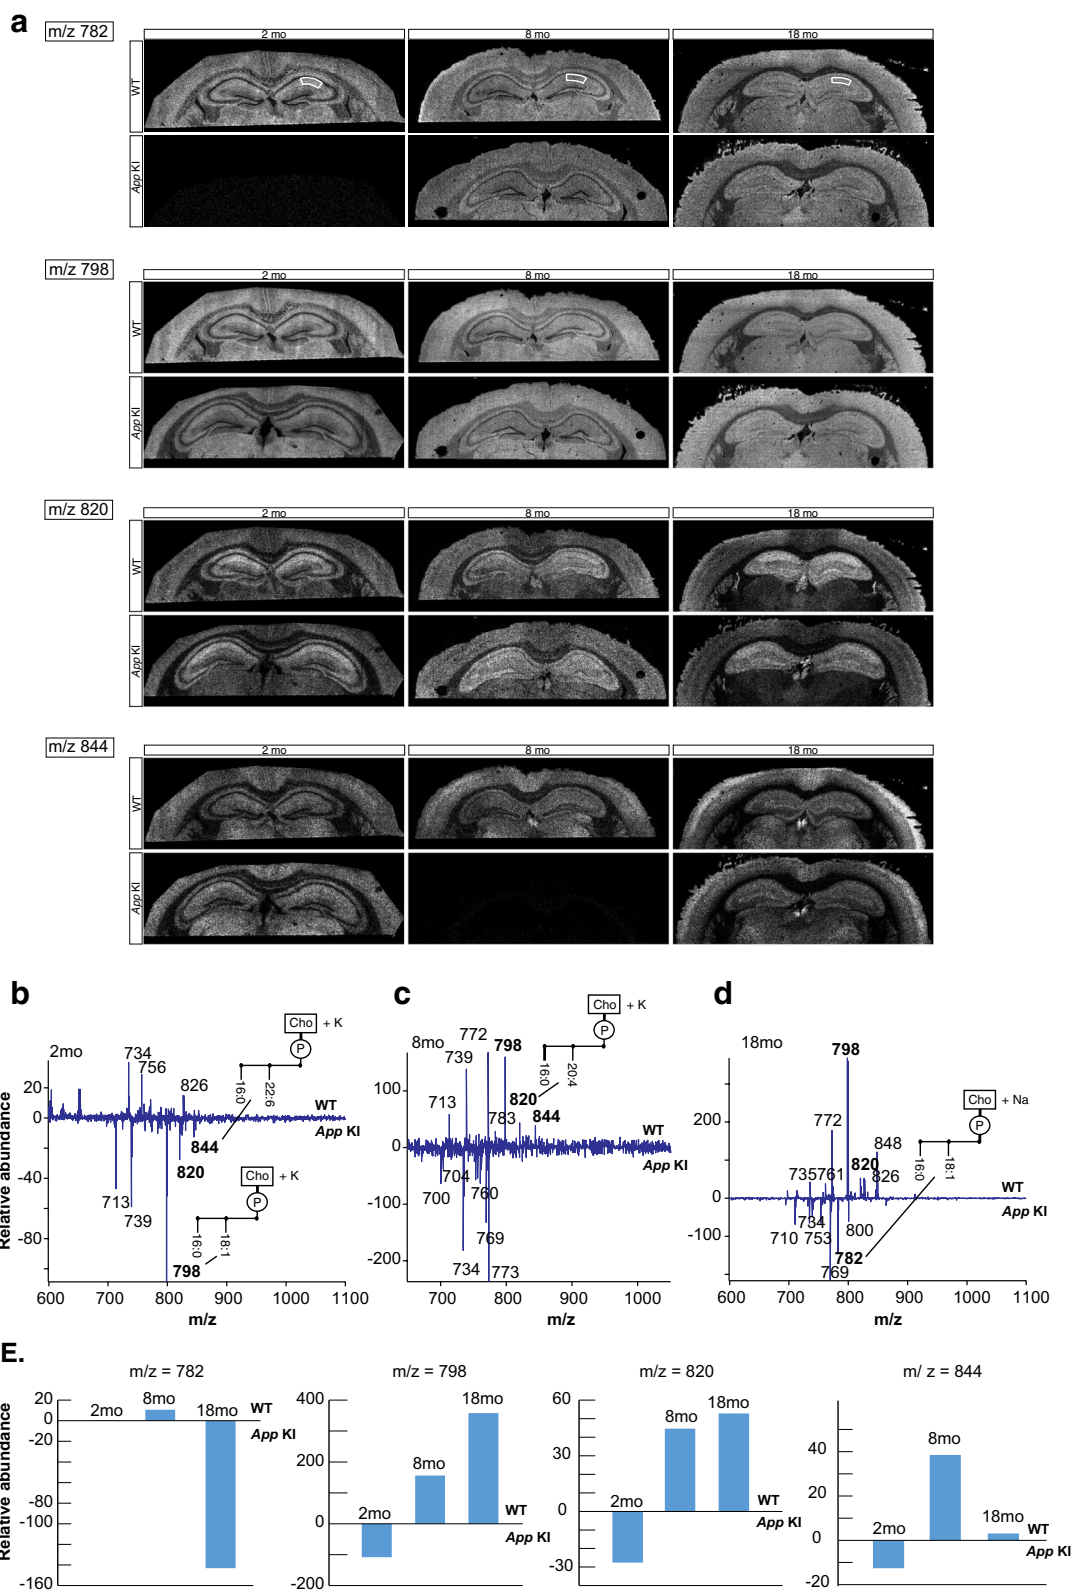 a
m/z 782
2 mo
8 mo
18 mo
WT
App KI
m/z 798
2 mo
8 mo
18 mo
WT
App KI
m/z 820
2 mo
8 mo
18 mo
WT
App KI
m/z 844
2 mo
8 mo
18 mo
WT
App KI
b
2mo
Relative abundance
20
0
-40
-80
734
756
826
WT
App KI
844
820
713
739
798
Cho + K
P
16:0
22:6
Cho + K
P
16:0
18:1
600 700 800 900 1000 1100
m/z
c
8mo
100
0
-100
-200
772
798
739
713
783
820
844
WT
App KI
704
700
760
769
734
773
Cho + K
P
16:0
20:4
700 800 900 1000
m/z
d
18mo
200
0
-100
798
772
848
735
761
820
826
WT
App KI
734
710
753
800
782
769
Cho + Na
P
16:0
18:1
600 700 800 900 1000 1100
m/z
E.
Relative abundance
m/z = 782
20
0
-20
-80
-100
-160
2mo
8mo
18mo
WT
App KI
m/z = 798
400
200
0
-200
2mo
8mo
18mo
WT
App KI
m/z = 820
60
30
0
-30
2mo
8mo
18mo
WT
App KI
m/ z = 844
40
20
0
-20
2mo
8mo
18mo
WT
App KI